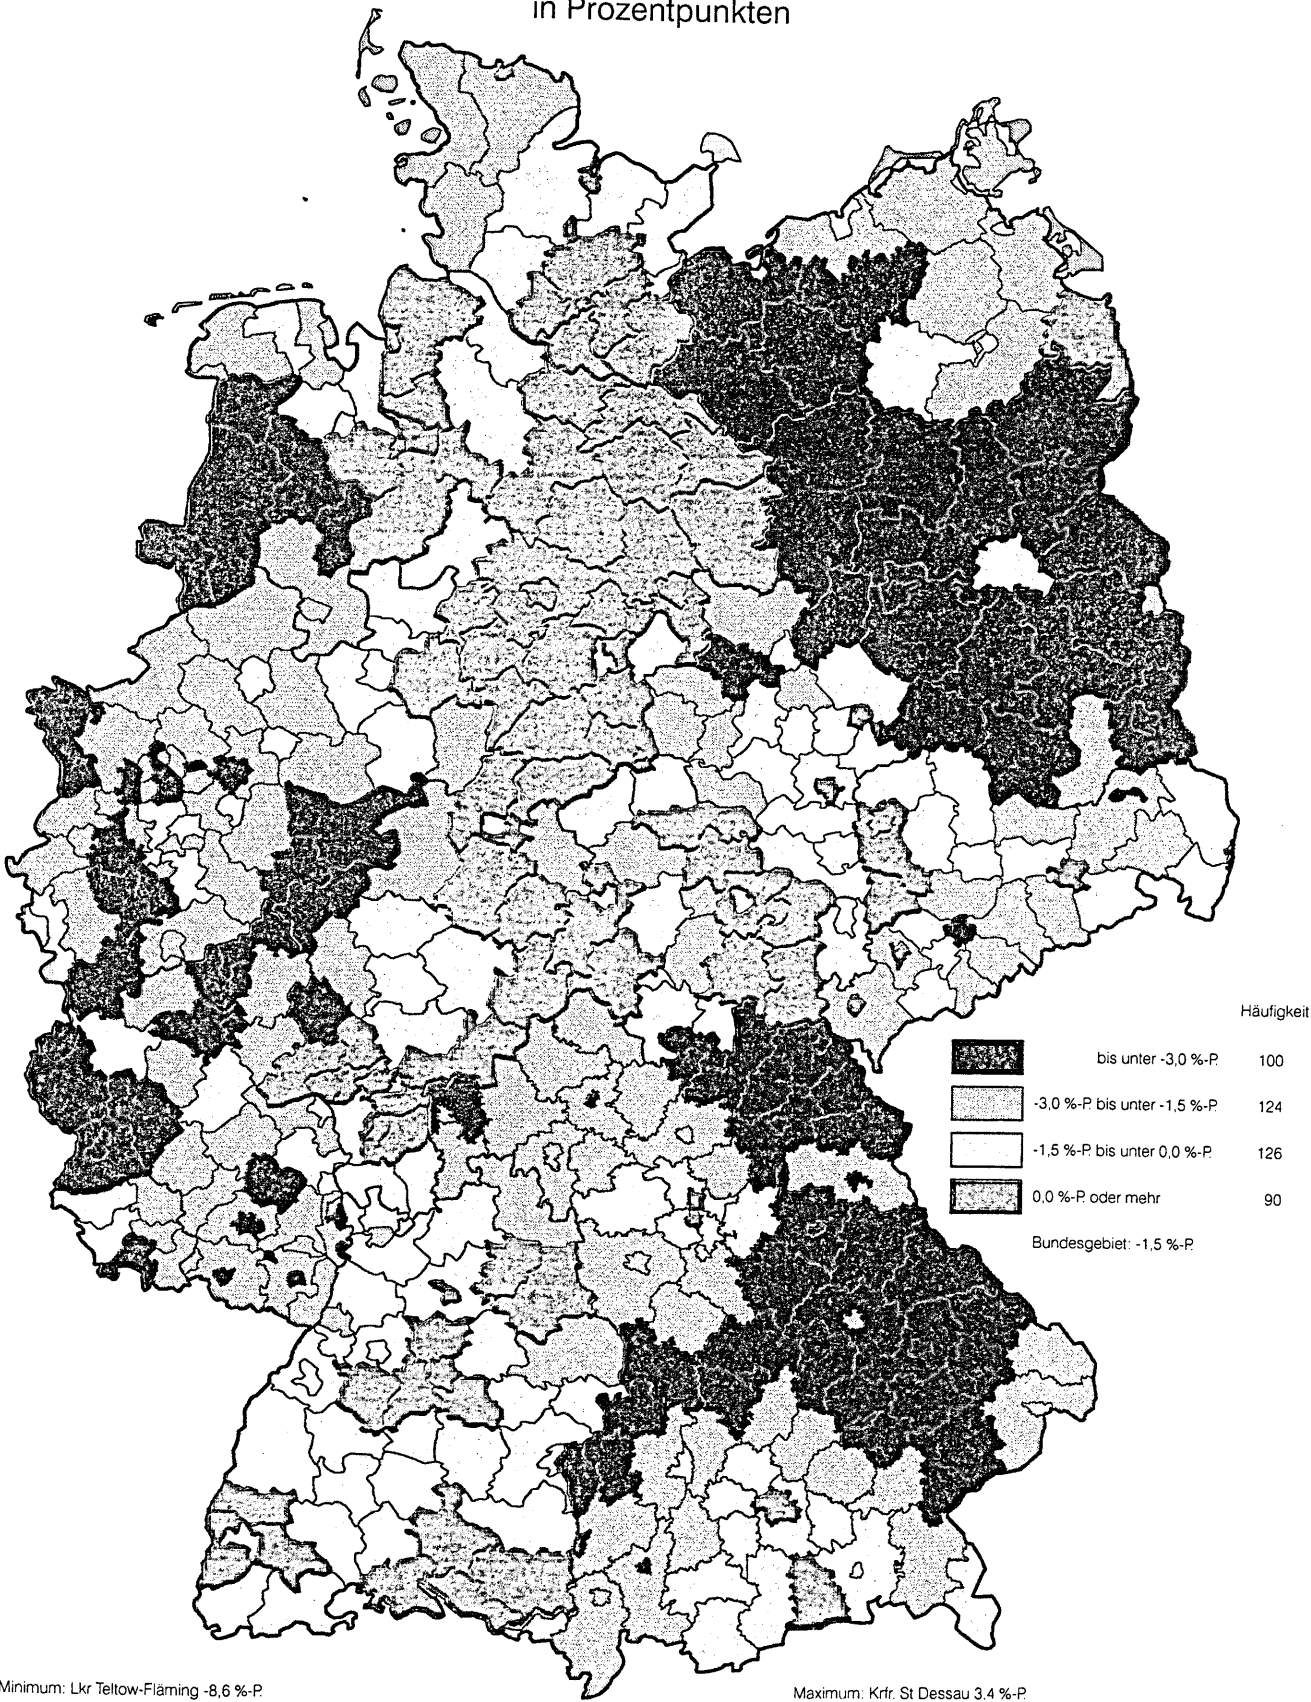 in Prozentpunkten
Häufigkeit
bis unter -3,0 %-P. 100
-3,0 %-P. bis unter -1,5 %-P. 124
-1,5 %-P. bis unter 0,0 %-P. 126
0,0 %-P. oder mehr 90
Bundesgebiet: -1,5 %-P.
Minimum: Lkr Teltow-Fläming -8,6 %-P.
Maximum: Krfr. St Dessau 3,4 %-P.